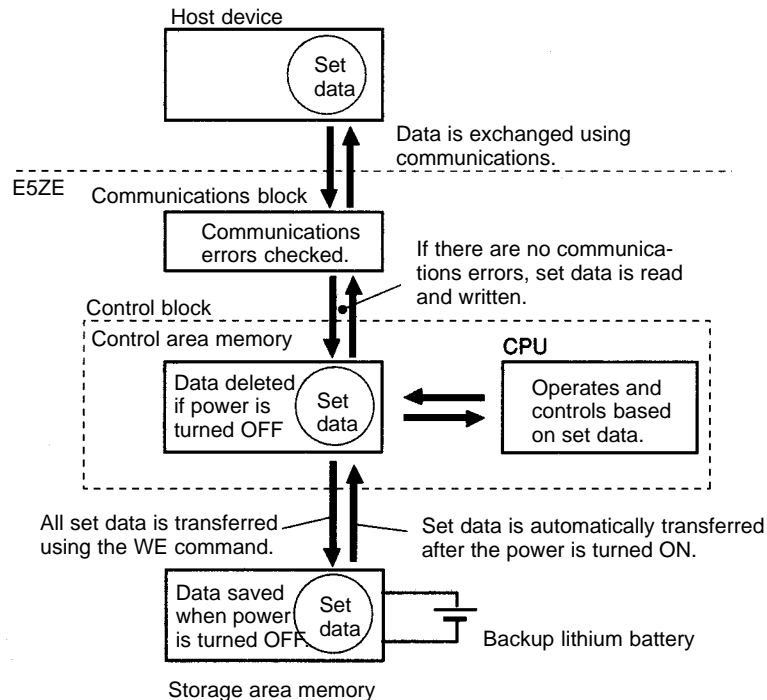 Host device
Set
data
Data is exchanged using
communications.
E5ZE
Communications block
Communications
errors checked.
If there are no communica-
tions errors, set data is read
and written.
Control block
Control area memory
CPU
Data deleted
if power is
turned OFF
Set
data
Operates and
controls based
on set data.
All set data is transferred
using the WE command.
Set data is automatically transferred
after the power is turned ON.
Data saved
when power
is turned OFF.
Set
data
Backup lithium battery
Storage area memory